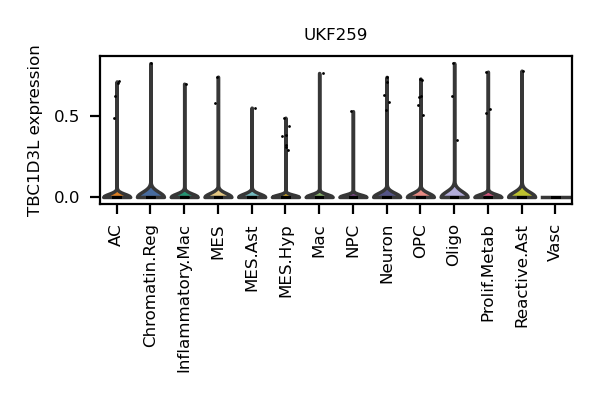 UKF259
TBC1D3L expression
0.5
0.0
AC
Chromatin.Reg
Inflammatory.Mac
MES
MES.Ast
MES.Hyp
Mac
NPC
Neuron
OPC
Oligo
Prolif.Metab
Reactive.Ast
Vasc